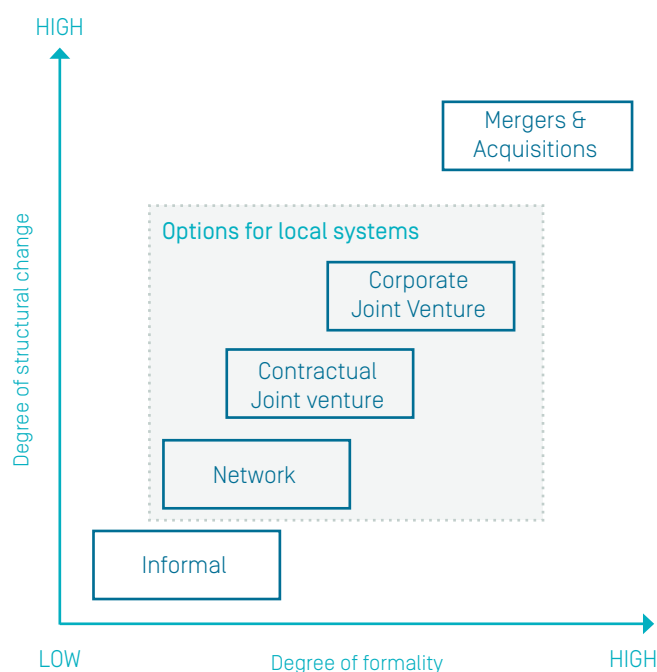 HIGH
Mergers &
Acquisitions
Options for local systems
Corporate
Joint Venture
Contractual
Joint venture
Network
Informal
Degree of structural change
LOW
Degree of formality
HIGH